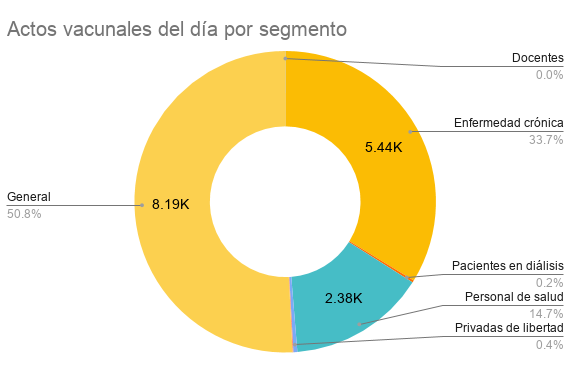 Actos vacunales del día por segmento
Docentes
0.0%
Enfermedad crónica
33.7%
5.44K
General
50.8%
8.19K
Pacientes en diálisis
0.2%
Personal de salud
14.7%
2.38K
Privadas de libertad
0.4%